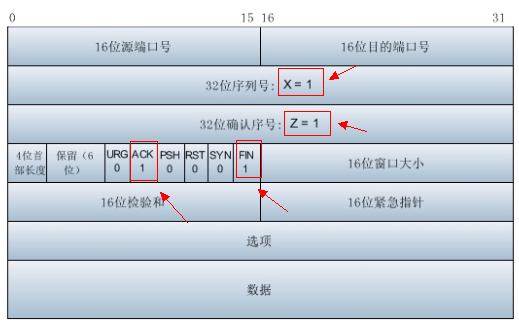 0 15 16 31
16位源端口号 16位目的端口号
32位序列号: X = 1
32位确认序号: Z = 1
4位首部长度 保留（6位） URG 0 ACK 1 PSH 0 RST 0 SYN 0 FIN 1 16位窗口大小
16位检验和 16位紧急指针
选项
数据